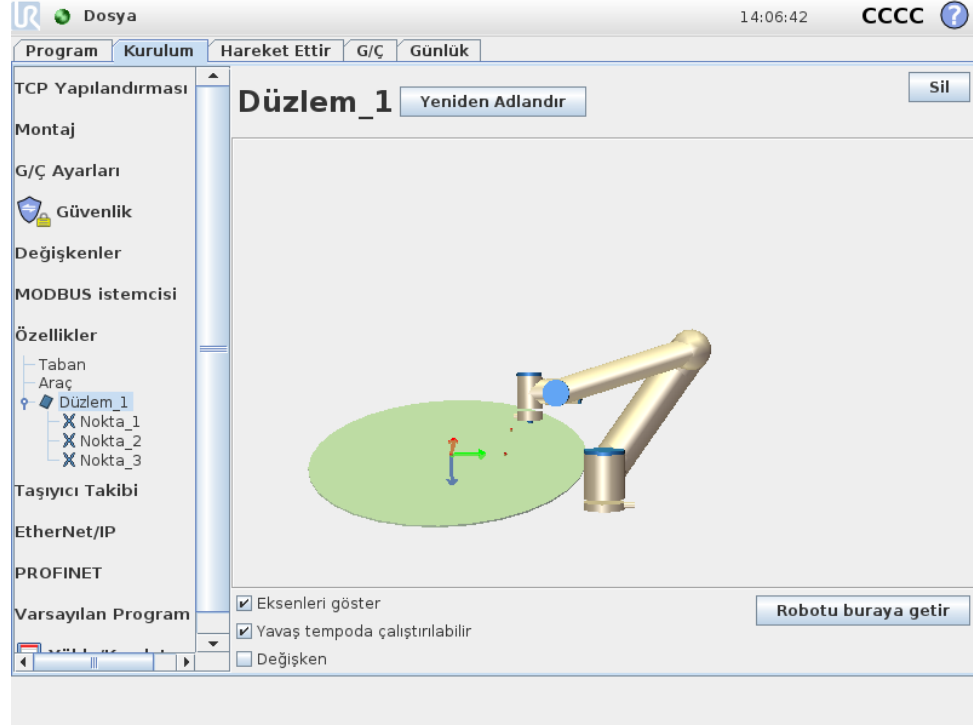 UR Dosya 14:06:42 CCCC ?
Program Kurulum Hareket Ettir G/Ç Günlük
TCP Yapılandırması
Montaj
G/Ç Ayarları
Güvenlik
Değişkenler
MODBUS istemcisi
Özellikler
Taban
Araç
Düzlem_1
Nokta_1
Nokta_2
Nokta_3
Taşıyıcı Takibi
EtherNet/IP
PROFINET
Varsayılan Program
Düzlem_1 Yeniden Adlandır Sil
Eksenleri göster
Yavaş tempoda çalıştırılabilir
Değişken
Robotu buraya getir